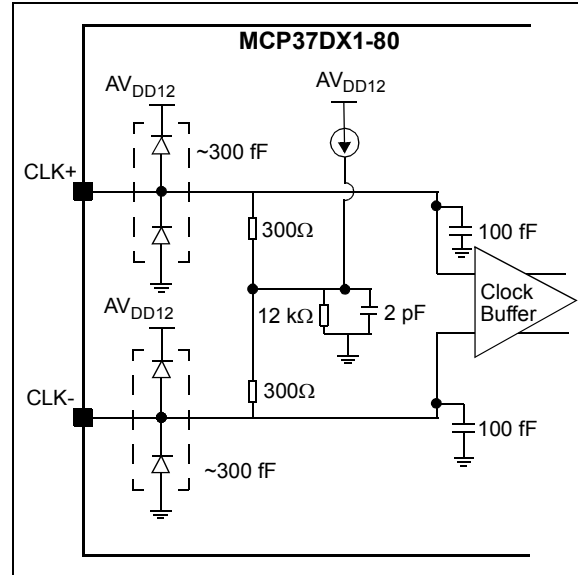 MCP37DX1-80
AVDD12
AVDD12
~300 fF
CLK+
300Ω
100 fF
Clock
Buffer
12 kΩ
2 pF
AVDD12
300Ω
CLK-
100 fF
~300 fF